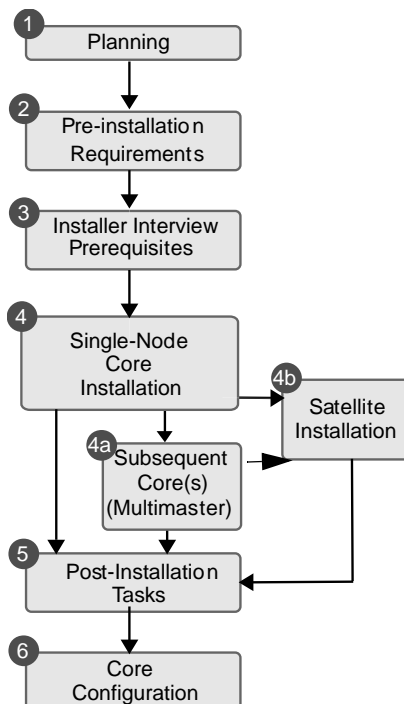 1
Planning
2
Pre-installation
Requirements
3
Installer Interview
Prerequisites
4
Single-Node
Core
Installation
4b
Satellite
Installation
4a
Subsequent
Core(s)
(Multimaster)
5
Post-Installation
Tasks
6
Core
Configuration